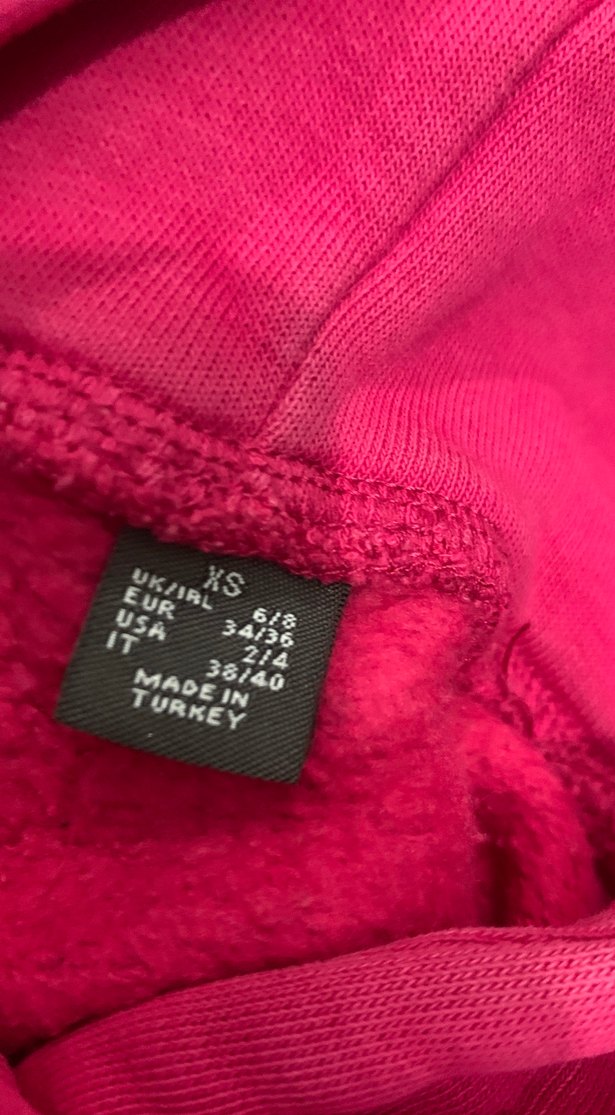 XS
UK/IRL 6/8
EUR 34/36
USA 2/4
IT 38/40
MADE IN
TURKEY